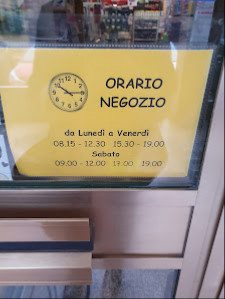 ORARIO
NEGOZIO
da Lunedì a Venerdì
08.15 - 12.30 15.30 - 19.00
Sabato
09.00 - 12.00 17.00 - 19.00